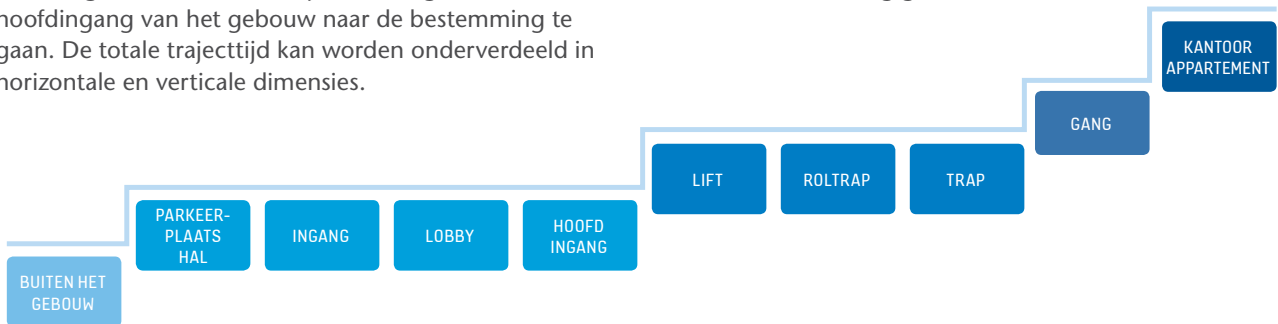 hoofdingang van het gebouw naar de bestemming te
gaan. De totale trajecttijd kan worden onderverdeeld in
horizontale en verticale dimensies.
KANTOOR
APPARTEMENT
GANG
LIFT
ROLTRAP
TRAP
PARKEER-
PLAATS
HAL
INGANG
LOBBY
HOOFD
INGANG
BUITEN HET
GEBOUW